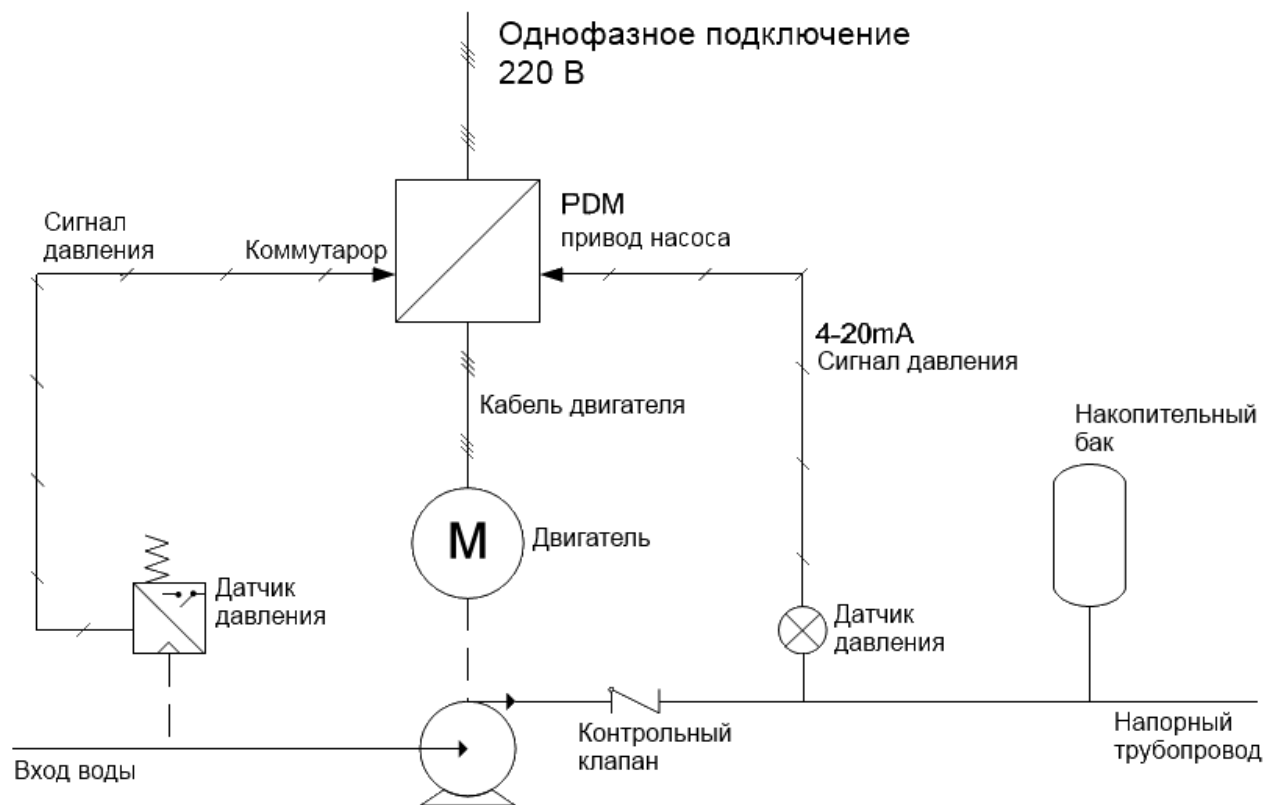 Однофазное подключение
220 В
PDM
привод насоса
Сигнал
давления
Коммутарор
4-20mA
Сигнал давления
Кабель двигателя
Накопительный
бак
М
Двигатель
Датчик
давления
Датчик
давления
Контрольный
клапан
Напорный
трубопровод
Вход воды